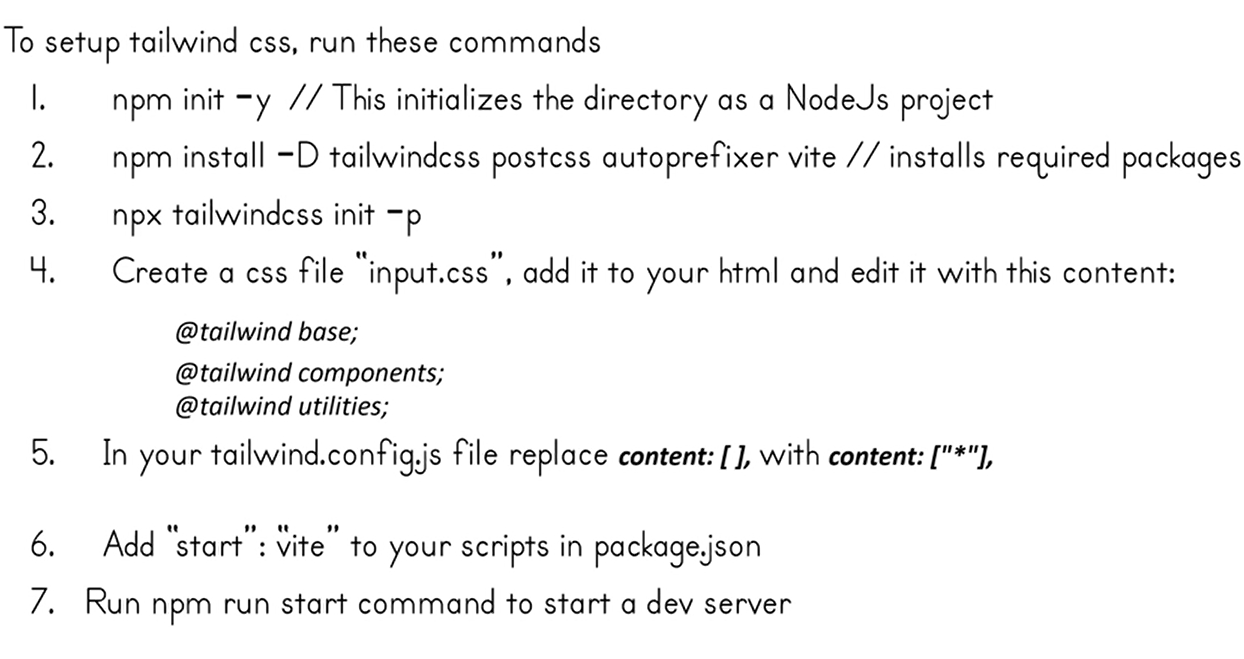 To setup tailwind css, run these commands
1. npm init -y // This initializes the directory as a NodeJs project
2. npm install -D tailwindcss postcss autoprefixer vite // installs required packages
3. npx tailwindcss init -p
4. Create a css file "input.css", add it to your html and edit it with this content:
@tailwind base;
@tailwind components;
@tailwind utilities;
5. In your tailwind.config.js file replace content: [ ], with content: ["*"],
6. Add "start": "vite" to your scripts in package.json
7. Run npm run start command to start a dev server